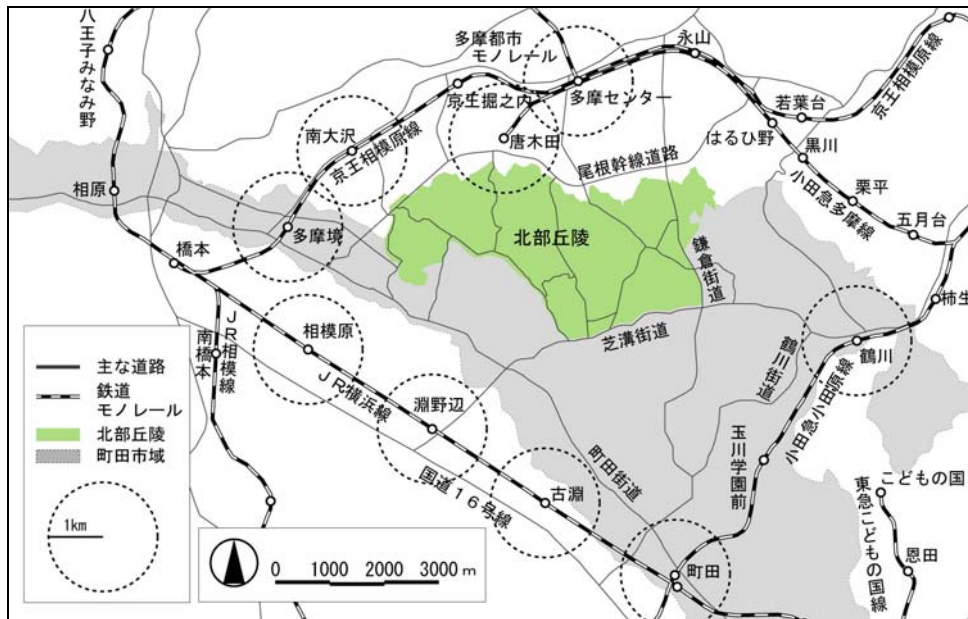 八王子みなみ野
多摩都市
モノレール
永山
京王相模原線
京王堀之内
多摩センター
若葉台
南大沢
京王相模原線
唐木田
はるひ野
尾根幹線道路
黒川
相原
小田急多摩線
栗平
五月台
多摩境
北部丘陵
鎌倉街道
橋本
柿生
芝溝街道
鶴川
鶴川街道
相模原
南橋本
JR相模線
JR横浜線
小田急小田原線
淵野辺
町田街道
玉川学園前
国道16号線
古淵
こどもの国
東急こどもの国線
恩田
町田
主な道路
鉄道
モノレール
北部丘陵
町田市域
1km
0 1000 2000 3000 m